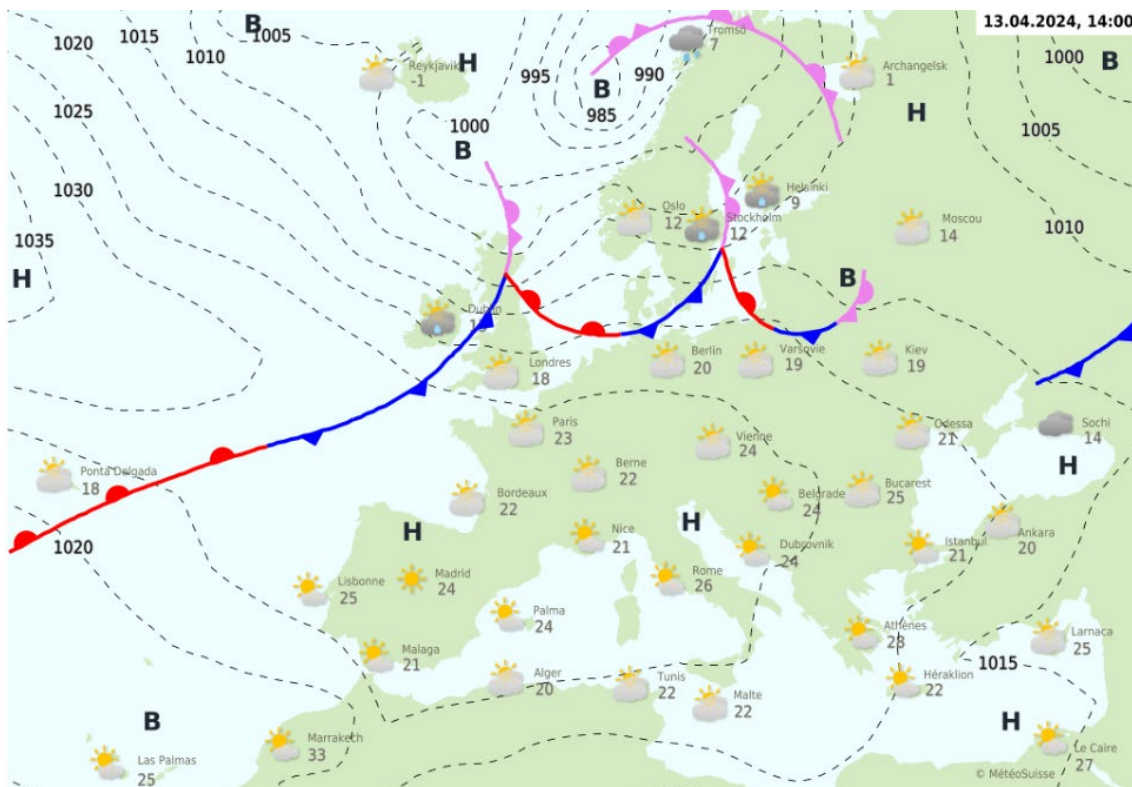 13.04.2024, 14:00
B
1020
1015
1010
1005
H
Reykjavik
-1
995
990
985
B
Tromsö
7
Archangelsk
1
H
1000
B
1005
1025
1000
B
1030
1035
H
Oslo
12
Stockholm
12
Helsinki
9
Moscou
14
1010
B
Dublin
Londres
18
Berlin
20
Varsovie
19
Kiev
19
Paris
23
Vienne
24
Odessa
21
Sochi
14
H
Ponta Delgada
18
Berne
22
Bordeaux
22
Belgrade
24
Bucarest
25
1020
H
Nice
21
H
Dubrovnik
24
Istanbul
21
Ankara
20
Lisbonne
25
Madrid
24
Rome
26
Palma
24
Malaga
21
Athènes
28
Larnaca
25
1015
Alger
20
Tunis
22
Malte
22
Héraklion
22
B
H
Marrakech
33
Las Palmas
25
Le Caire
27
© MétéoSuisse